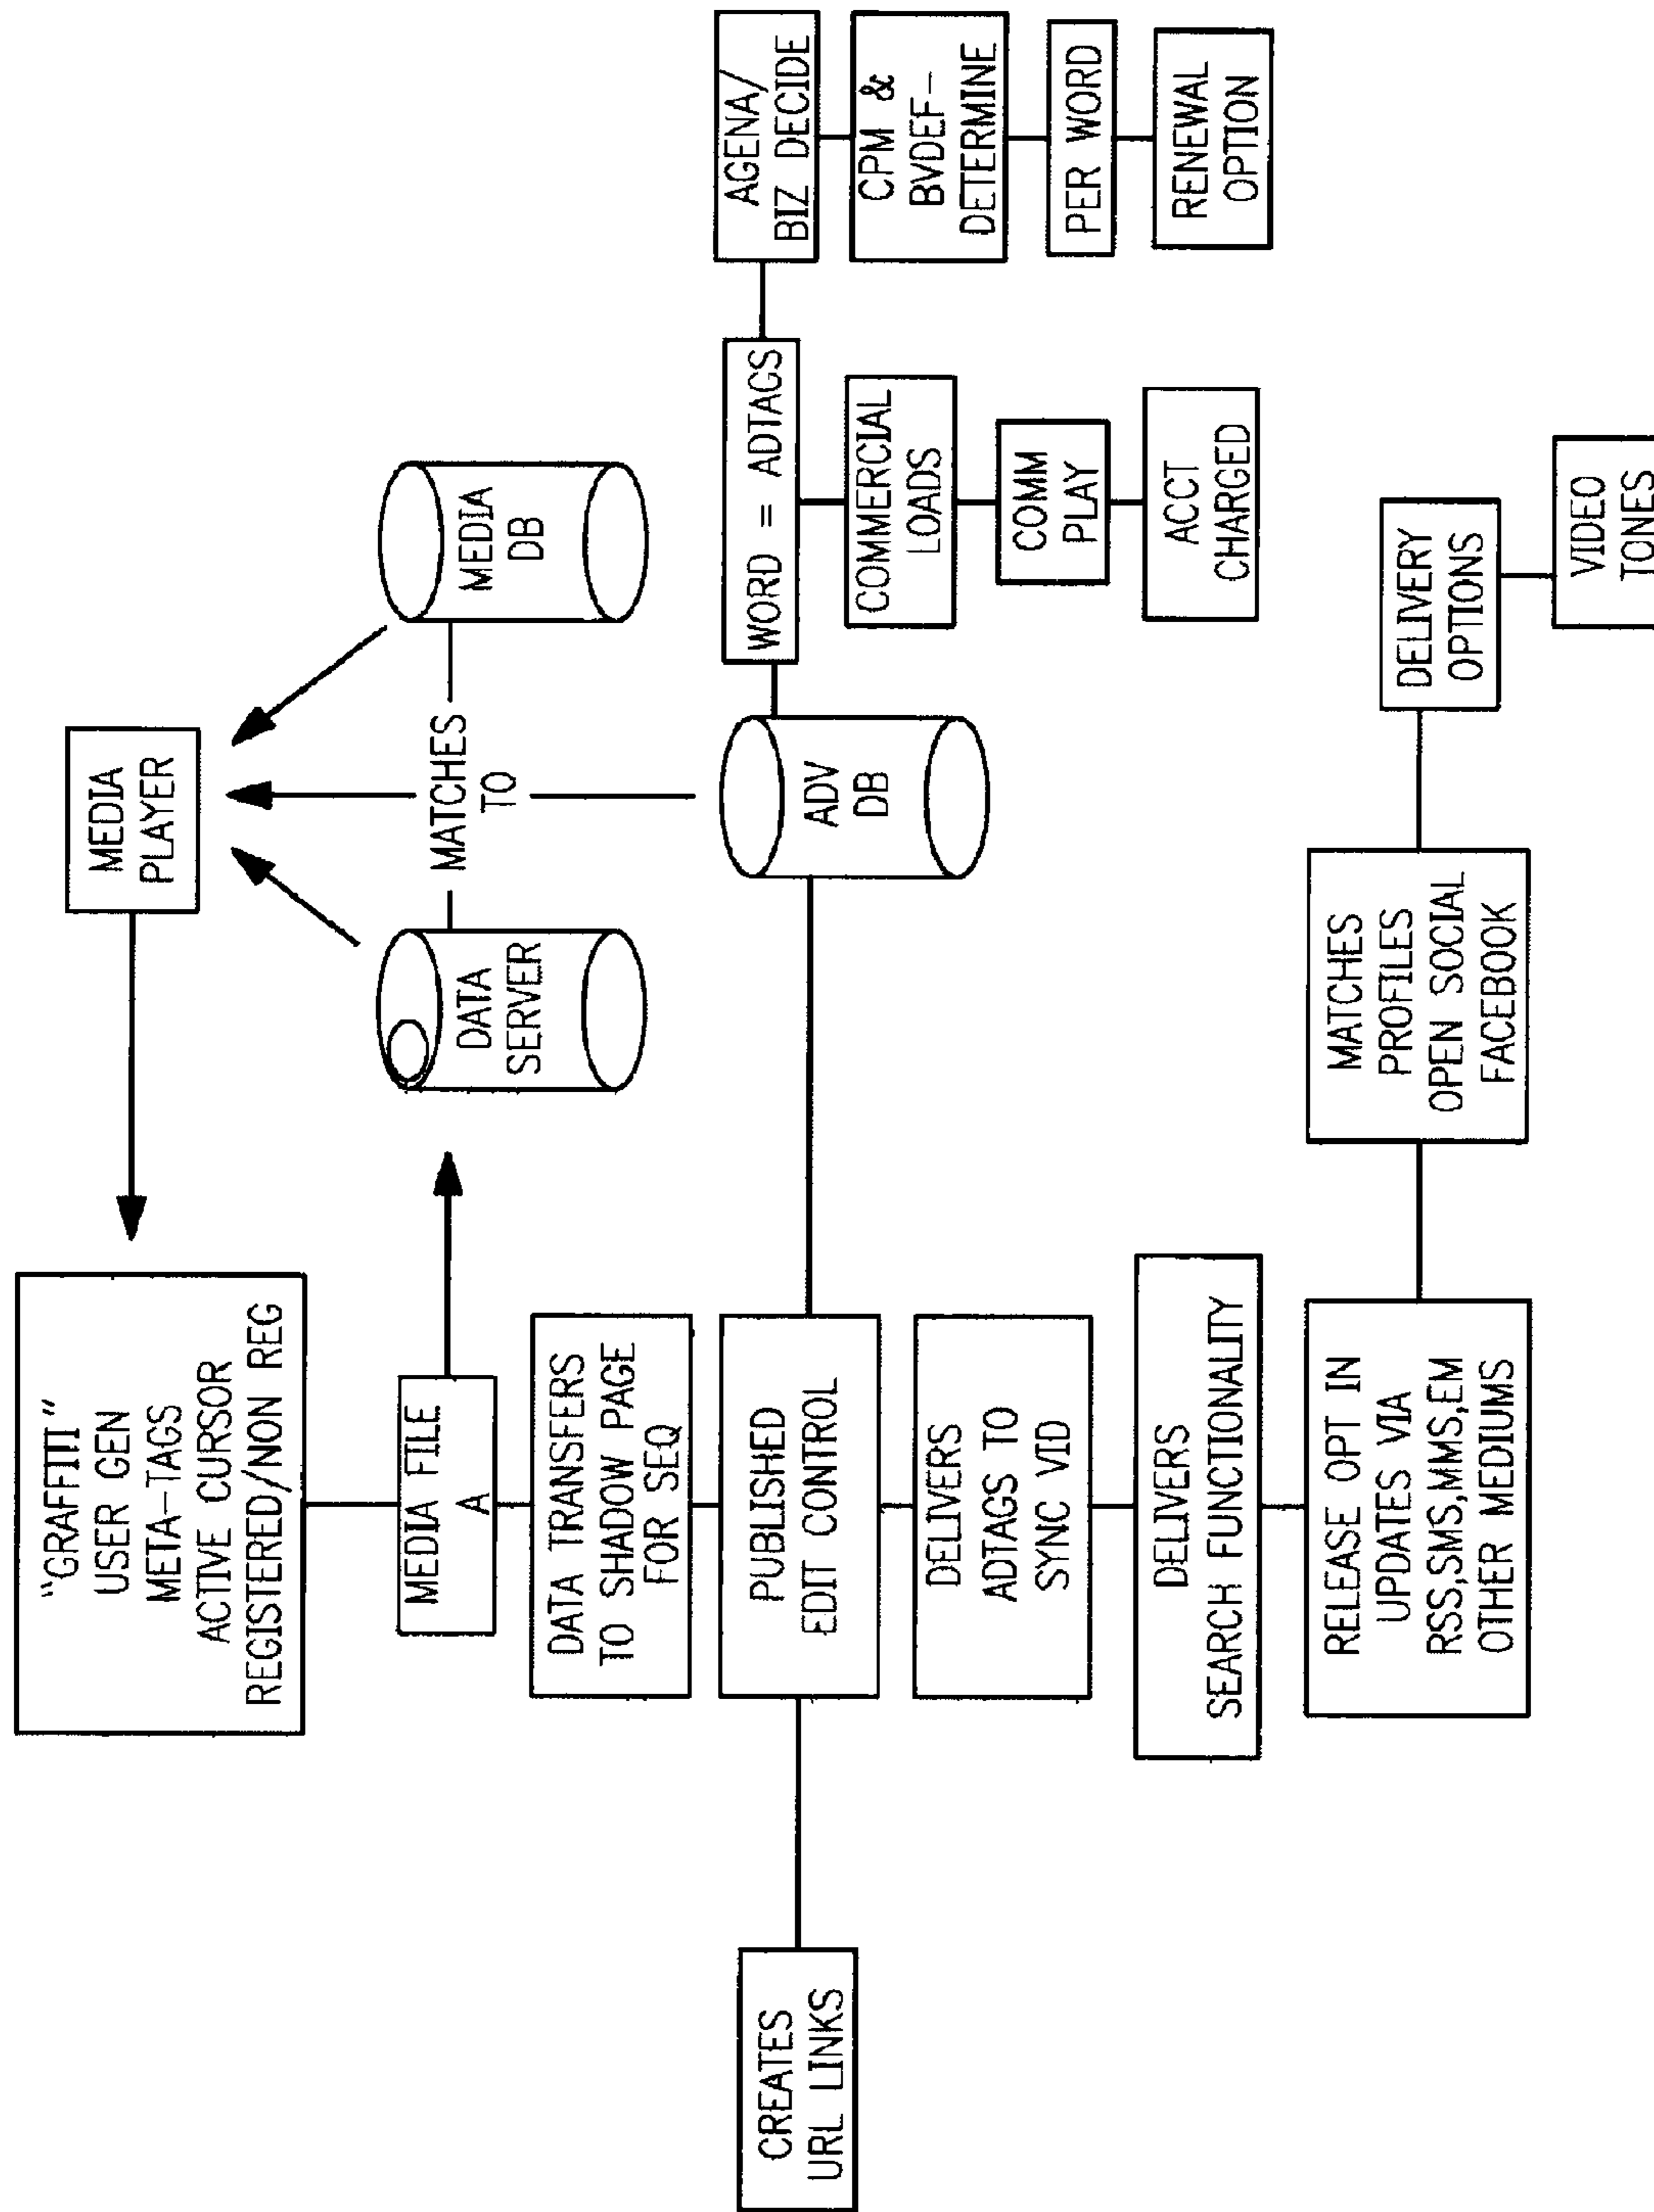 “GRAFFITI”
USER GEN
META-TAGS
ACTIVE CURSOR
REGISTERED/NON REG
MEDIA
PLAYER
MEDIA FILE
A
DATA
SERVER
MATCHES
TO
MEDIA
DB
DATA TRANSFERS
TO SHADOW PAGE
FOR SEQ
CREATES
URL LINKS
PUBLISHED
EDIT CONTROL
ADV
DB
WORD = ADTAGS
AGENA/
BIZ DECIDE
COMMERCIAL
LOADS
CPM &
BVDEF-
DETERMINE
COMM
PLAY
PER WORD
ACCT
CHARGED
RENEWAL
OPTION
DELIVERS
ADTAGS TO
SYNC VID
DELIVERS
SEARCH FUNCTIONALITY
RELEASE OPT IN
UPDATES VIA
RSS,SMS,MMS,EM
OTHER MEDIUMS
MATCHES
PROFILES
OPEN SOCIAL
FACEBOOK
DELIVERY
OPTIONS
VIDEO
TONES